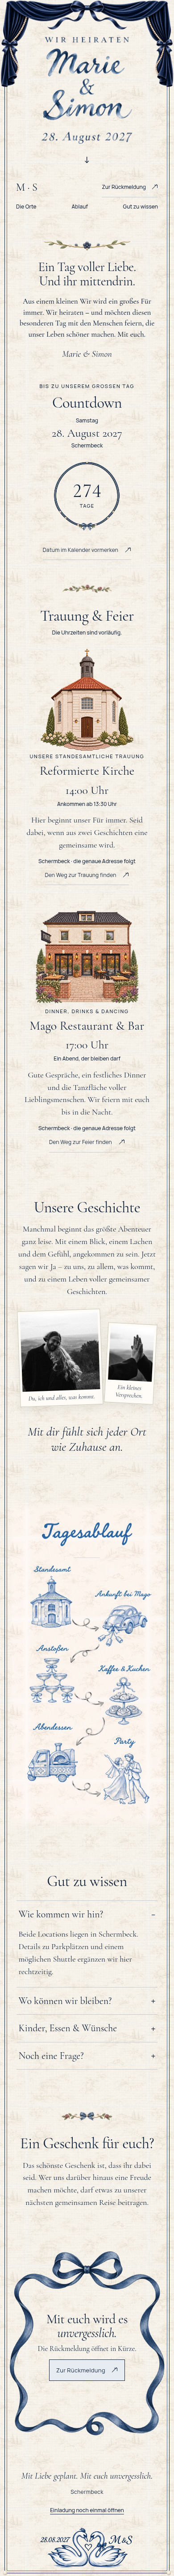 WIR HEIRATEN
Marie
&
Simon
28. August 2027
↓
M · S
Zur Rückmeldung ↗
Die Orte
Ablauf
Gut zu wissen
Ein Tag voller Liebe.
Und ihr mittendrin.
Aus einem kleinen Wir wird ein großes Für
immer. Wir heiraten – und möchten diesen
besonderen Tag mit den Menschen feiern, die
unser Leben schöner machen. Mit euch.
Marie & Simon
BIS ZU UNSEREM GROSSEN TAG
Countdown
Samstag
28. August 2027
Schermbeck
274
TAGE
Datum im Kalender vormerken ↗
Trauung & Feier
Die Uhrzeiten sind vorläufig.
UNSERE STANDESAMTLICHE TRAUUNG
Reformierte Kirche
14:00 Uhr
Ankommen ab 13:30 Uhr
Hier beginnt unser Für immer. Seid
dabei, wenn aus zwei Geschichten eine
gemeinsame wird.
Schermbeck · die genaue Adresse folgt
Den Weg zur Trauung finden ↗
DINNER, DRINKS & DANCING
Mago Restaurant & Bar
17:00 Uhr
Ein Abend, der bleiben darf
Gute Gespräche, ein festliches Dinner
und die Tanzfläche voller
Lieblingsmenschen. Wir feiern mit euch
bis in die Nacht.
Schermbeck · die genaue Adresse folgt
Den Weg zur Feier finden ↗
Unsere Geschichte
Manchmal beginnt das größte Abenteuer
ganz leise. Mit einem Blick, einem Lachen
und dem Gefühl, angekommen zu sein. Jetzt
sagen wir Ja – zu uns, zu allem, was kommt,
und zu einem Leben voller gemeinsamer
Geschichten.
Du, ich und alles, was kommt.
Ein kleines
Versprechen.
Mit dir fühlt sich jeder Ort
wie Zuhause an.
Tagesablauf
Standesamt
Ankunft bei Mago
Anstoßen
Kaffee & Kuchen
Abendessen
Party
Gut zu wissen
Wie kommen wir hin? –
Beide Locations liegen in Schermbeck.
Details zu Parkplätzen und einem
möglichen Shuttle ergänzen wir hier
rechtzeitig.
Wo können wir bleiben? +
Kinder, Essen & Wünsche +
Noch eine Frage? +
Ein Geschenk für euch?
Das schönste Geschenk ist, dass ihr dabei
seid. Wer uns darüber hinaus eine Freude
machen möchte, darf etwas zu unserer
nächsten gemeinsamen Reise beitragen.
Mit euch wird es
unvergesslich.
Die Rückmeldung öffnet in Kürze.
Zur Rückmeldung ↗
Mit Liebe geplant. Mit euch unvergesslich.
Schermbeck
Einladung noch einmal öffnen
28.08.2027
M&S